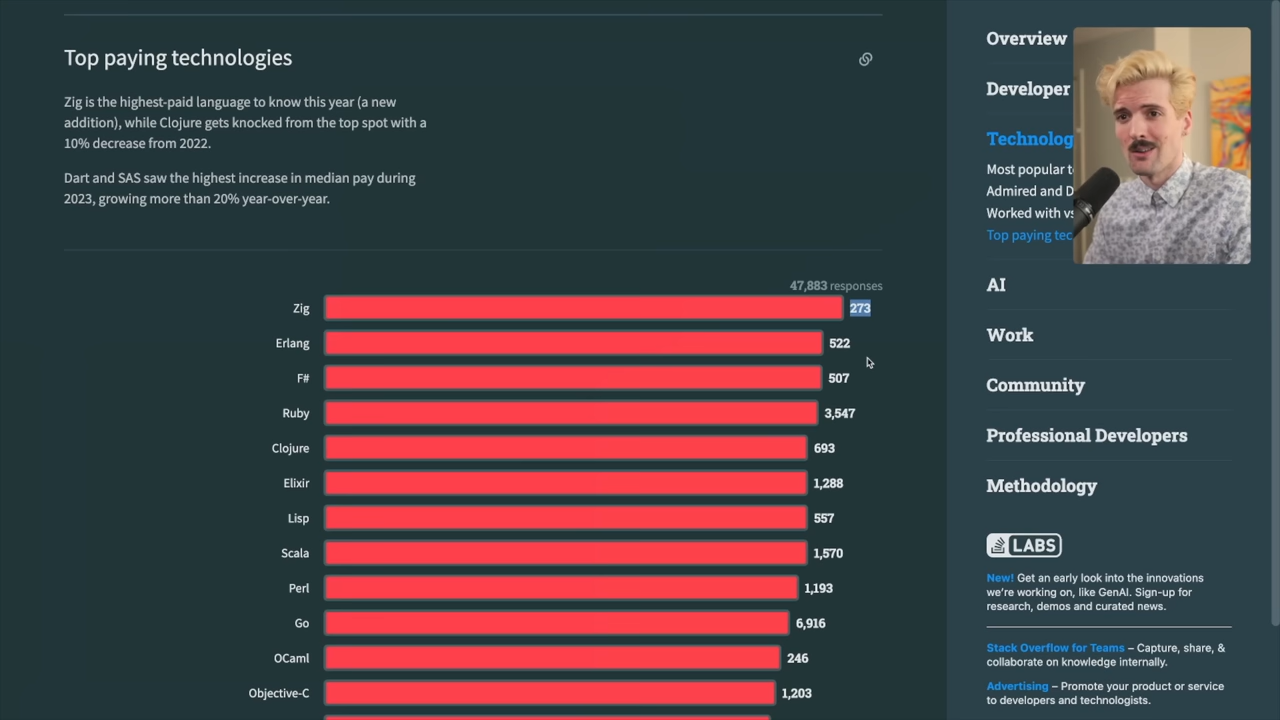 Top paying technologies
Zig is the highest-paid language to know this year (a new
addition), while Clojure gets knocked from the top spot with a
10% decrease from 2022.
Dart and SAS saw the highest increase in median pay during
2023, growing more than 20% year-over-year.
47,883 responses
Zig 273
Erlang 522
F# 507
Ruby 3,547
Clojure 693
Elixir 1,288
Lisp 557
Scala 1,570
Perl 1,193
Go 6,916
OCaml 246
Objective-C 1,203
Overview
Developer
Technolog
Most popular t
Admired and D
Worked with vs
Top paying tec
AI
Work
Community
Professional Developers
Methodology
LABS
New! Get an early look into the innovations
we're working on, like GenAI. Sign-up for
research, demos and curated news.
Stack Overflow for Teams – Capture, share, &
collaborate on knowledge internally.
Advertising – Promote your product or service
to developers and technologists.